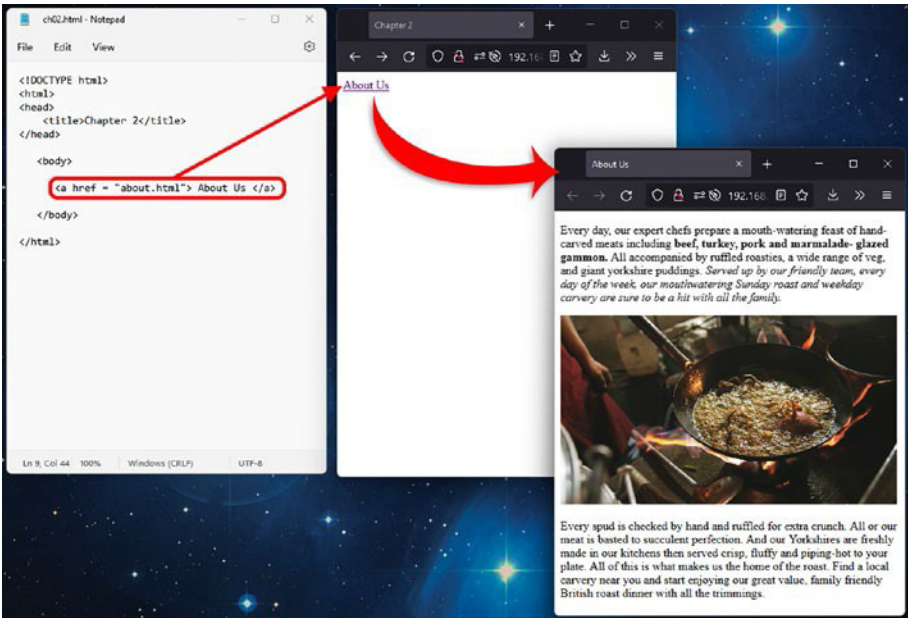 ch02.html - Notepad
File Edit View
<!DOCTYPE html>
<html>
<head>
<title>Chapter 2</title>
</head>
<body>
<a href = "about.html"> About Us </a>
</body>
</html>
Ln 9, Col 44 100% Windows (CRLF) UTF-8
Chapter 2
192.16
About Us
About Us
192.168
Every day, our expert chefs prepare a mouth-watering feast of hand-
carved meats including beef, turkey, pork and marmalade- glazed
gammon. All accompanied by ruffled roasties, a wide range of veg,
and giant yorkshire puddings. Served up by our friendly team, every
day of the week, our mouthwatering Sunday roast and weekday
carvery are sure to be a hit with all the family.
Every spud is checked by hand and ruffled for extra crunch. All or our
meat is basted to succulent perfection. And our Yorkshires are freshly
made in our kitchens then served crisp, fluffy and piping-hot to your
plate. All of this is what makes us the home of the roast. Find a local
carvery near you and start enjoying our great value, family friendly
British roast dinner with all the trimmings.